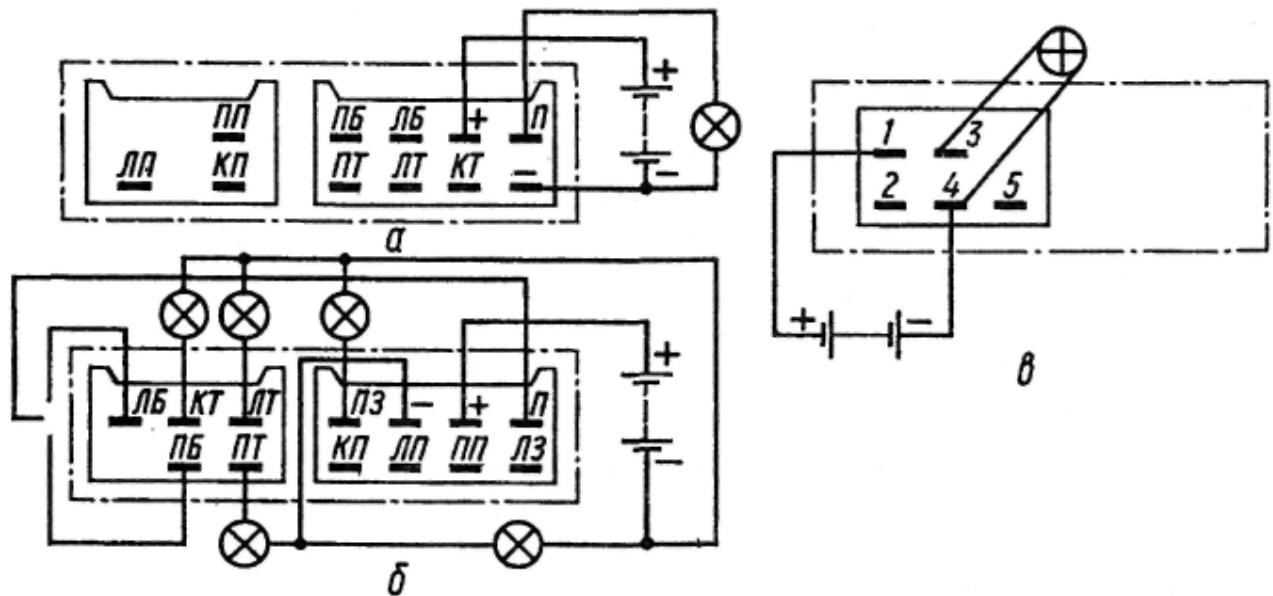 ПП
ЛА КП
ПБ ЛБ + П
ПТ ЛТ КТ −
+
−
а
ЛБ КТ ЛТ
ПБ ПТ
ПЗ − + П
КП ЛП ПП ЛЗ
+
−
б
1 3
2 4 5
+ −
в